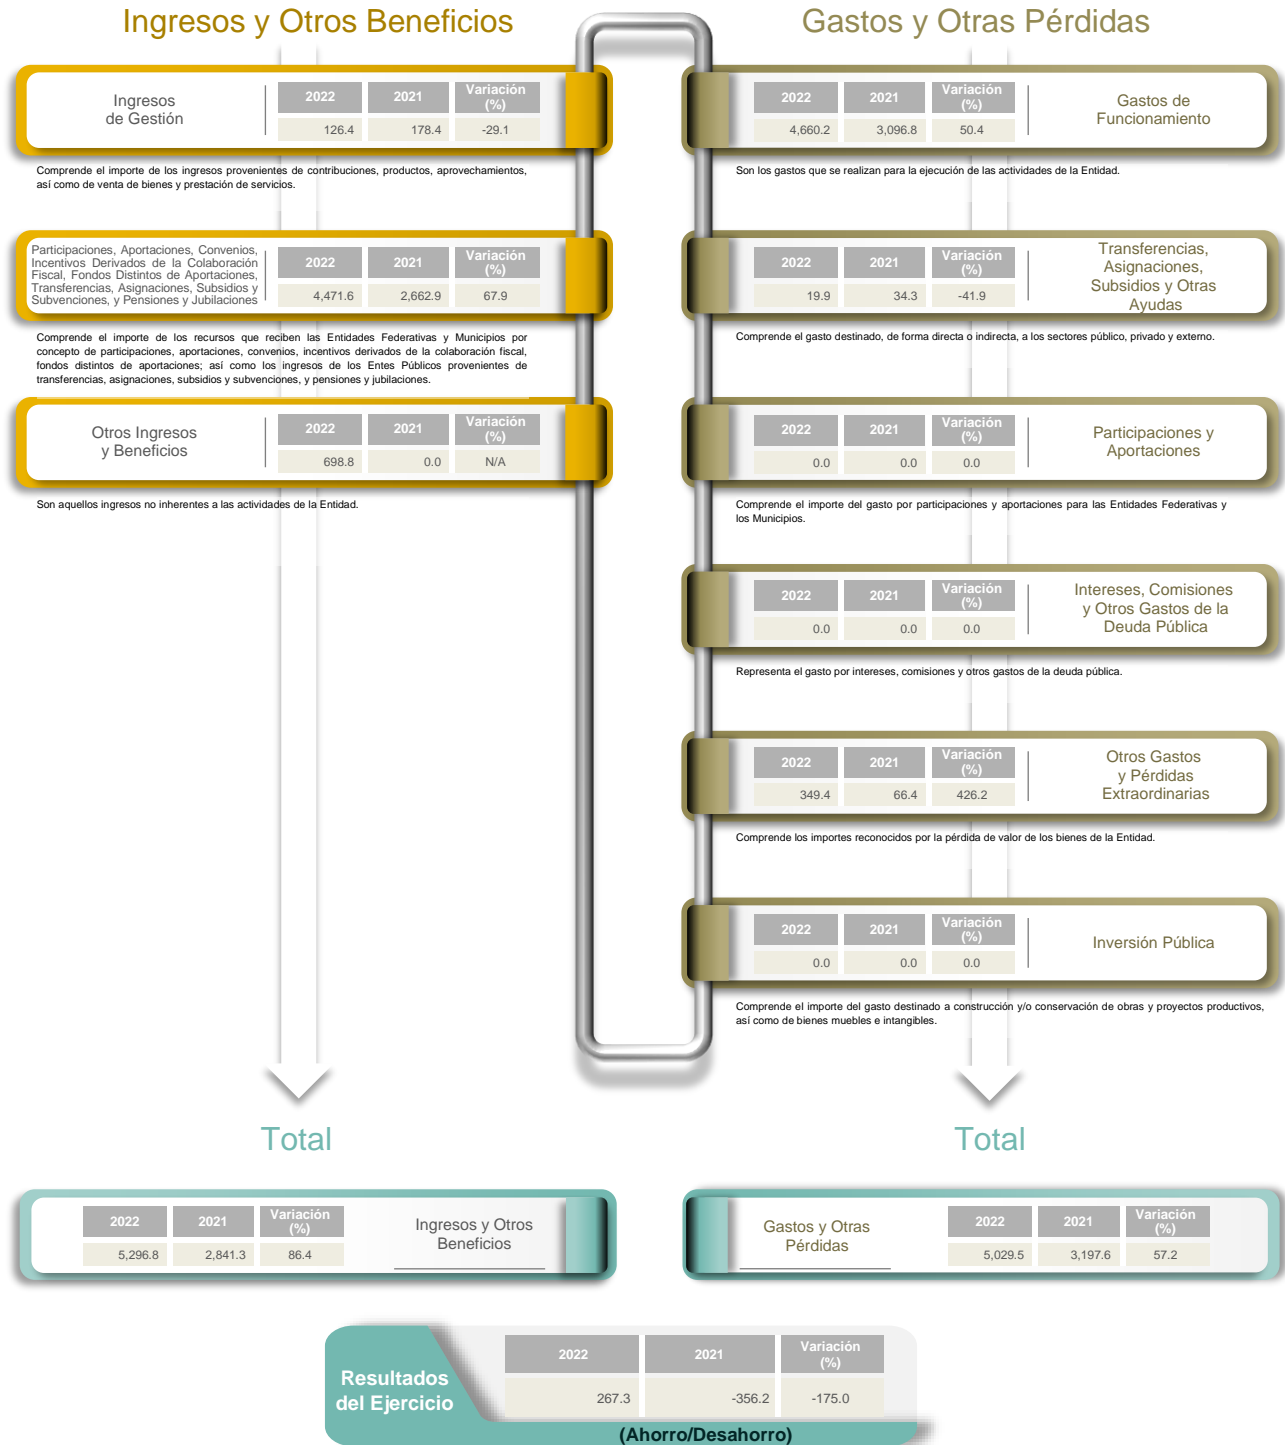 Ingresos y Otros Beneficios
Ingresos
de Gestión
2022 2021 Variación
(%)
126.4 178.4 -29.1
Comprende el importe de los ingresos provenientes de contribuciones, productos, aprovechamientos,
así como de venta de bienes y prestación de servicios.
Participaciones, Aportaciones, Convenios,
Incentivos Derivados de la Colaboración
Fiscal, Fondos Distintos de Aportaciones,
Transferencias, Asignaciones, Subsidios y
Subvenciones, y Pensiones y Jubilaciones
2022 2021 Variación
(%)
4,471.6 2,662.9 67.9
Comprende el importe de los recursos que reciben las Entidades Federativas y Municipios por
concepto de participaciones, aportaciones, convenios, incentivos derivados de la colaboración fiscal,
fondos distintos de aportaciones; así como los ingresos de los Entes Públicos provenientes de
transferencias, asignaciones, subsidios y subvenciones, y pensiones y jubilaciones.
Otros Ingresos
y Beneficios
2022 2021 Variación
(%)
698.8 0.0 N/A
Son aquellos ingresos no inherentes a las actividades de la Entidad.
Gastos y Otras Pérdidas
2022 2021 Variación
(%)
4,660.2 3,096.8 50.4
Gastos de
Funcionamiento
Son los gastos que se realizan para la ejecución de las actividades de la Entidad.
2022 2021 Variación
(%)
19.9 34.3 -41.9
Transferencias,
Asignaciones,
Subsidios y Otras
Ayudas
Comprende el gasto destinado, de forma directa o indirecta, a los sectores público, privado y externo.
2022 2021 Variación
(%)
0.0 0.0 0.0
Participaciones y
Aportaciones
Comprende el importe del gasto por participaciones y aportaciones para las Entidades Federativas y
los Municipios.
2022 2021 Variación
(%)
0.0 0.0 0.0
Intereses, Comisiones
y Otros Gastos de la
Deuda Pública
Representa el gasto por intereses, comisiones y otros gastos de la deuda pública.
2022 2021 Variación
(%)
349.4 66.4 426.2
Otros Gastos
y Pérdidas
Extraordinarias
Comprende los importes reconocidos por la pérdida de valor de los bienes de la Entidad.
2022 2021 Variación
(%)
0.0 0.0 0.0
Inversión Pública
Comprende el importe del gasto destinado a construcción y/o conservación de obras y proyectos productivos,
así como de bienes muebles e intangibles.
Total
2022 2021 Variación
(%)
5,296.8 2,841.3 86.4
Ingresos y Otros
Beneficios
Total
Gastos y Otras
Pérdidas
2022 2021 Variación
(%)
5,029.5 3,197.6 57.2
Resultados
del Ejercicio
2022 2021 Variación
(%)
267.3 -356.2 -175.0
(Ahorro/Desahorro)